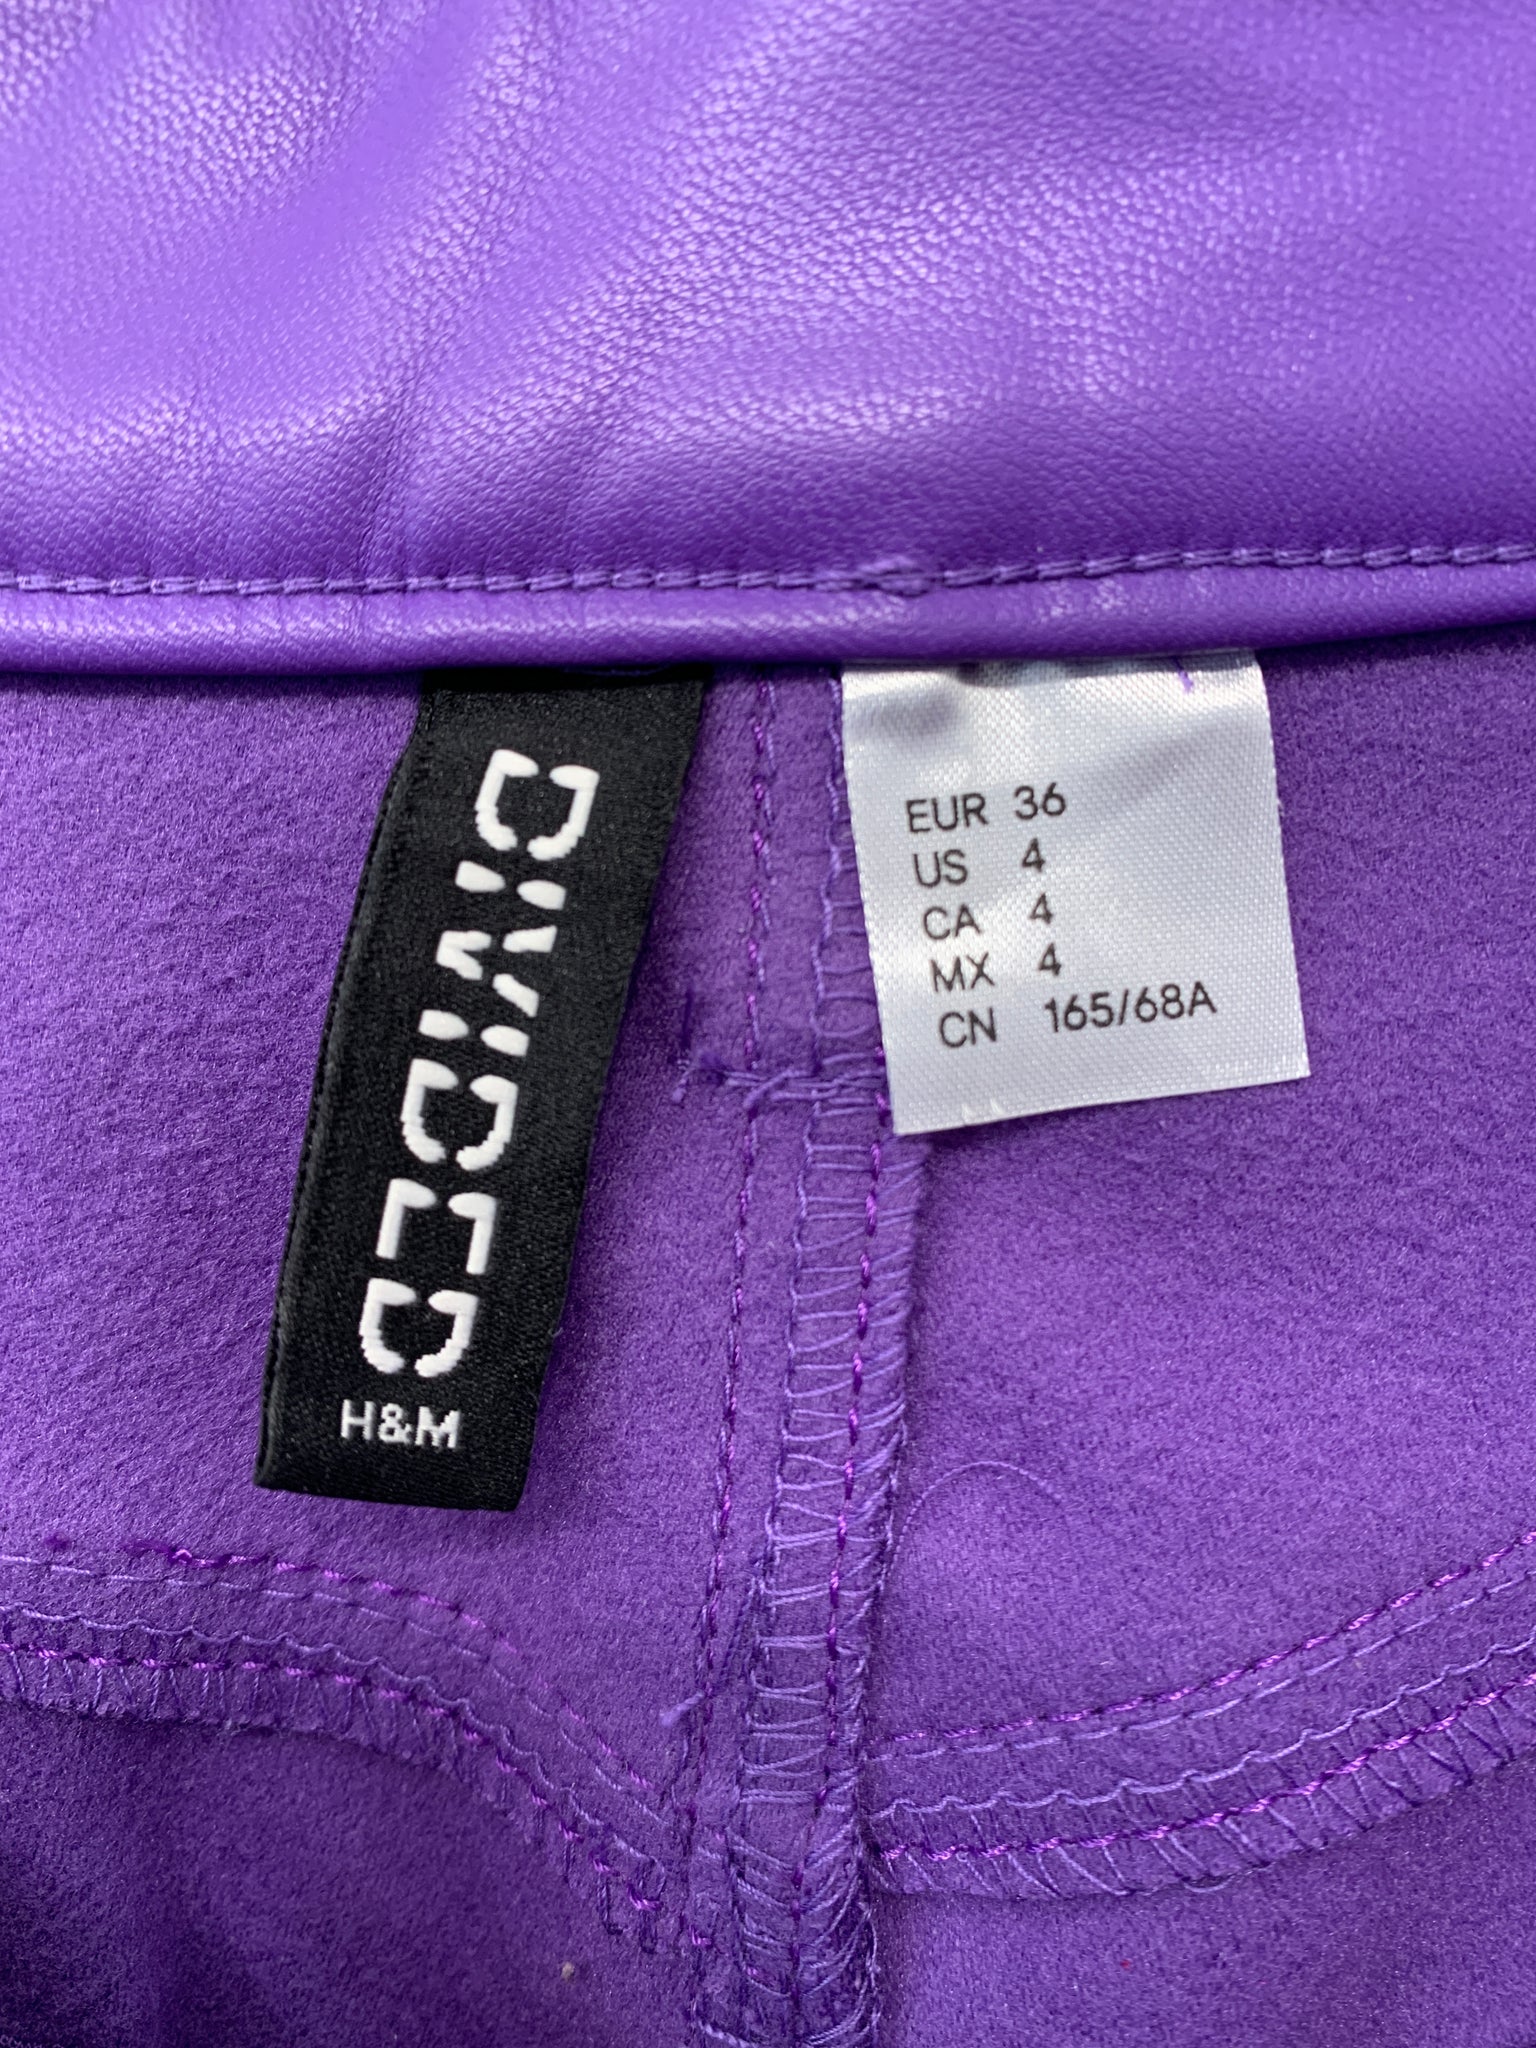 DIVIDED
H&M
EUR 36
US 4
CA 4
MX 4
CN 165/68A